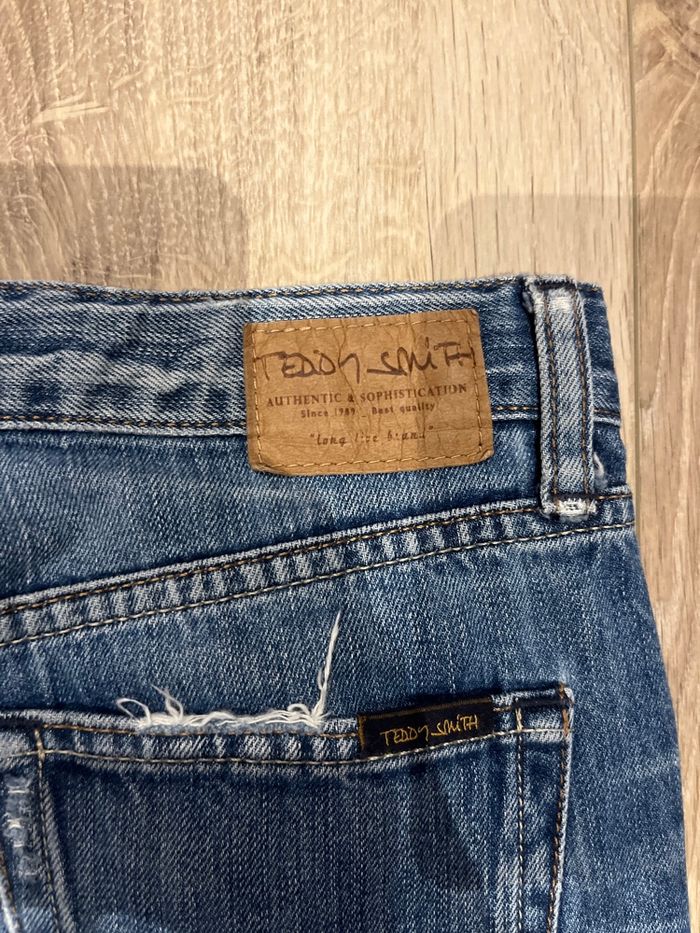 TEDDY SMITH
AUTHENTIC & SOPHISTICATION
Since 1989 Best quality
"Long live brand"
TEDDY SMITH